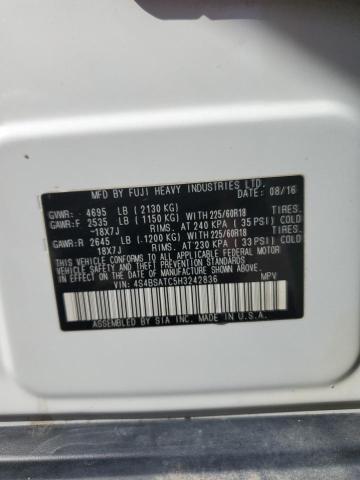 MFD BY FUJI HEAVY INDUSTRIES LTD.
DATE: 08/16
GVWR: 4695 LB (2130 KG)
GAWR:F 2535 LB (1150 KG) WITH 225/60R18 TIRES.
-18X7J RIMS. AT 240 KPA (35 PSI) COLD
GAWR:R 2645 LB (1200 KG) WITH 225/60R18 TIRES.
18X7J RIMS. AT 230 KPA (33 PSI) COLD
THIS VEHICLE CONFORMS TO ALL APPLICABLE FEDERAL
MOTOR VEHICLE SAFETY STANDARDS
IN EFFECT ON THE DATE OF MANUFACTURE SHOWN ABOVE.
VIN: 4S4BSATC5H3242836 MPV
ASSEMBLED BY SIA INC. MADE IN U.S.A.